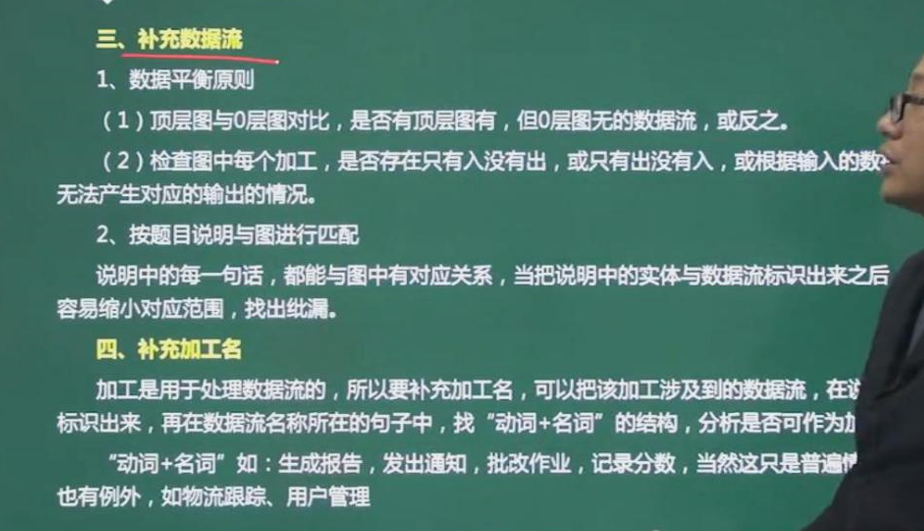 三、补充数据流
1、数据平衡原则
（1）顶层图与0层图对比，是否有顶层图有，但0层图无的数据流，或反之。
（2）检查图中每个加工，是否存在只有入没有出，或只有出没有入，或根据输入的数
无法产生对应的输出的情况。
2、按题目说明与图进行匹配
说明中的每一句话，都能与图中有对应关系，当把说明中的实体与数据流标识出来之后
容易缩小对应范围，找出纰漏。
四、补充加工名
加工是用于处理数据流的，所以要补充加工名，可以把该加工涉及到的数据流，在说
标识出来，再在数据流名称所在的句子中，找“动词+名词”的结构，分析是否可作为加
“动词+名词”如：生成报告，发出通知，批改作业，记录分数，当然这只是普遍情
也有例外，如物流跟踪、用户管理